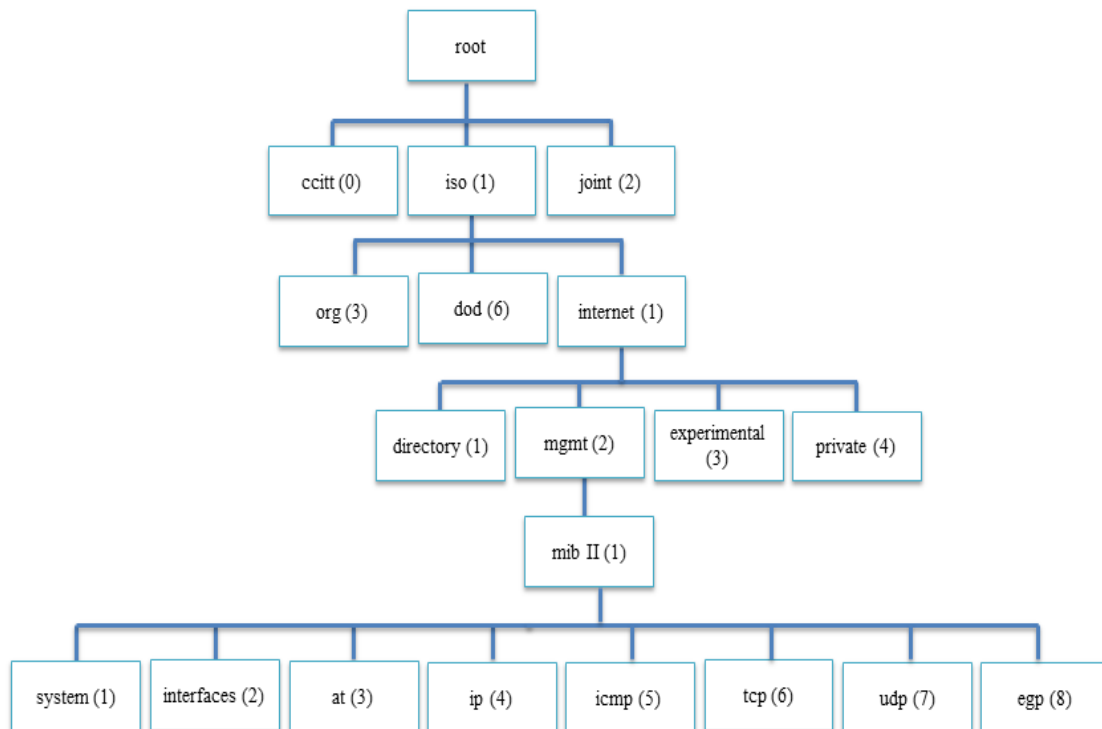 root
ccitt (0)
iso (1)
joint (2)
org (3)
dod (6)
internet (1)
directory (1)
mgmt (2)
experimental
(3)
private (4)
mib II (1)
system (1)
interfaces (2)
at (3)
ip (4)
icmp (5)
tcp (6)
udp (7)
egp (8)